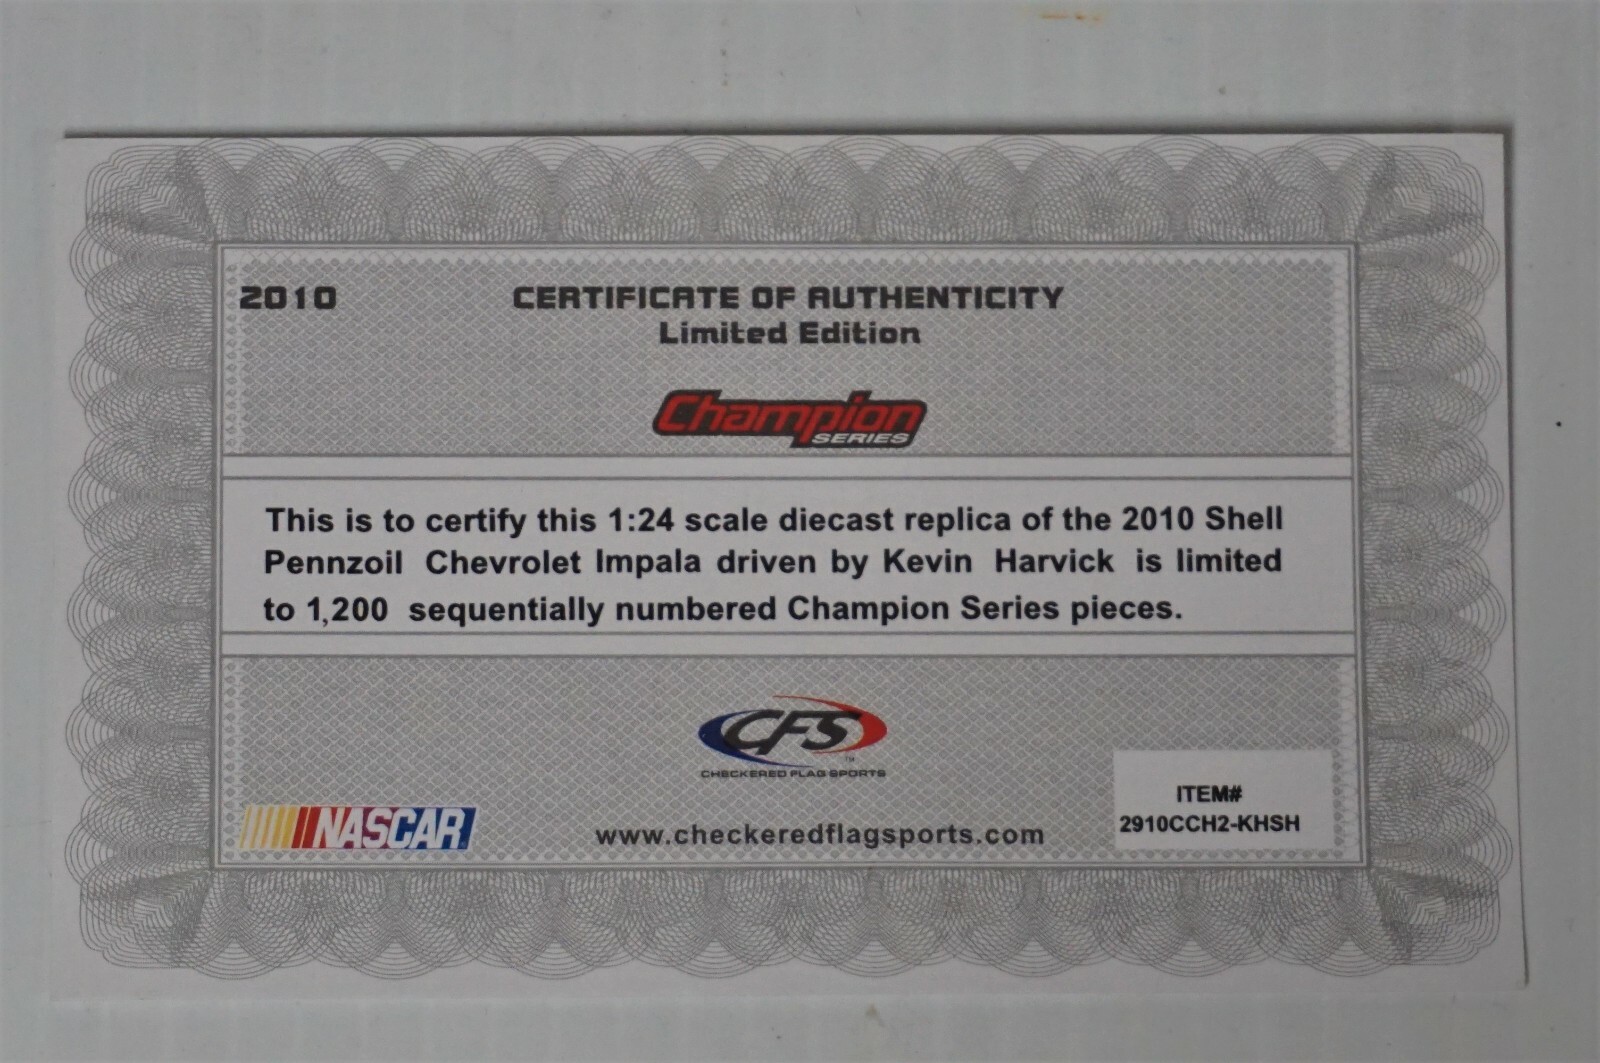 2010
CERTIFICATE OF AUTHENTICITY
Limited Edition
Champion
SERIES
This is to certify this 1:24 scale diecast replica of the 2010 Shell
Pennzoil Chevrolet Impala driven by Kevin Harvick is limited
to 1,200 sequentially numbered Champion Series pieces.
CFS
TM
CHECKERED FLAG SPORTS
NASCAR
www.checkeredflagsports.com
ITEM#
2910CCH2-KHSH